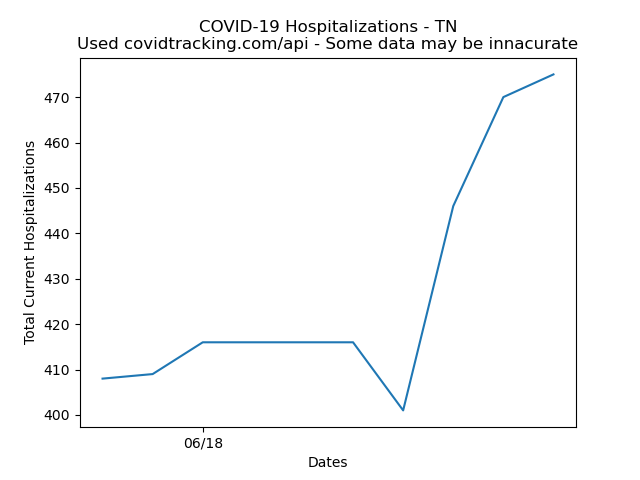 COVID-19 Hospitalizations - TN
Used covidtracking.com/api - Some data may be innacurate
Total Current Hospitalizations
470
460
450
440
430
420
410
400
06/18
Dates